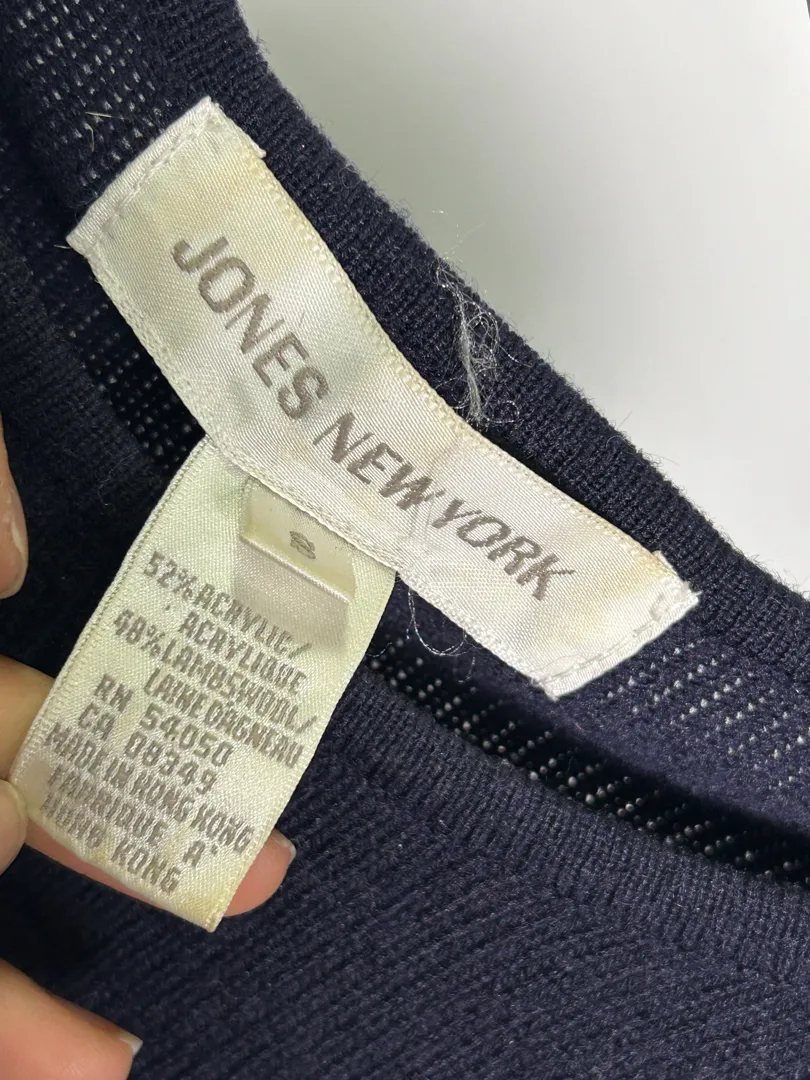 JONES NEW YORK
52% ACRYLIC/
ACRYLIQUE
48% LAMBSWOOL/
LAINE DAGNEAU
RN 54050
CA 08349
MADE IN HONG KONG
FABRIQUE A'
HONG KONG